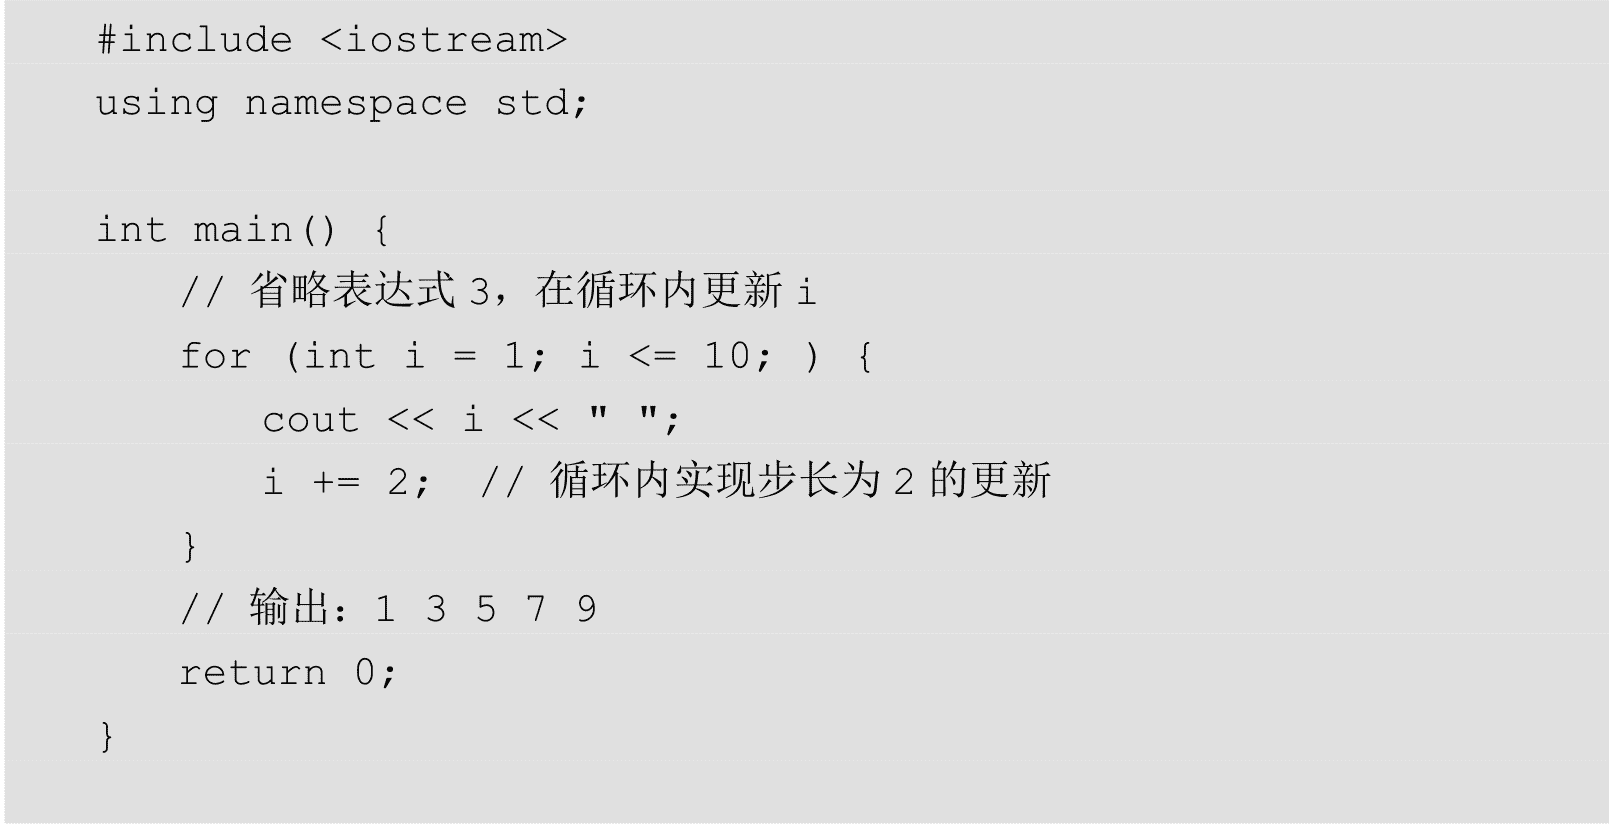 #include <iostream>
using namespace std;

int main() {
    // 省略表达式 3，在循环内更新 i
    for (int i = 1; i <= 10; ) {
        cout << i << " ";
        i += 2;  // 循环内实现步长为 2 的更新
    }
    // 输出：1 3 5 7 9
    return 0;
}